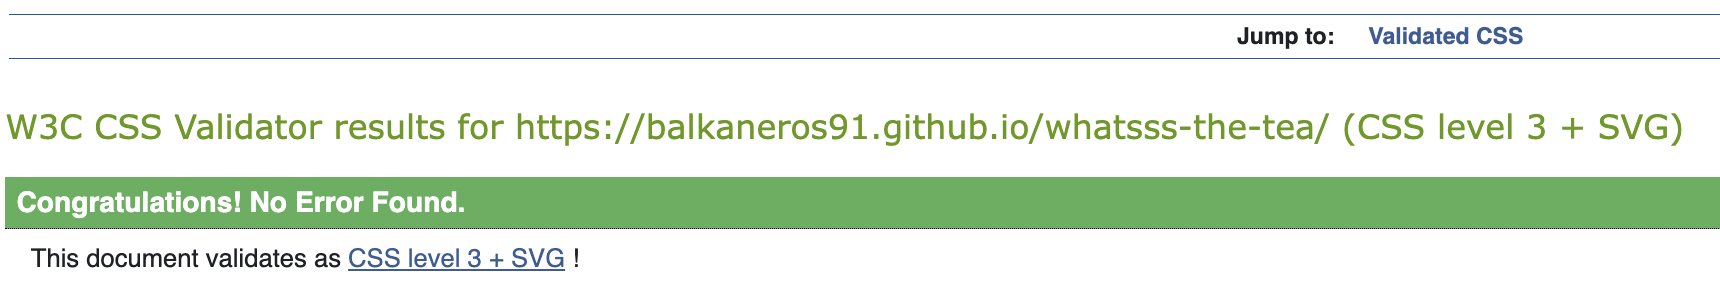 Jump to: Validated CSS
W3C CSS Validator results for https://balkaneros91.github.io/whatsss-the-tea/ (CSS level 3 + SVG)
Congratulations! No Error Found.
This document validates as CSS level 3 + SVG !